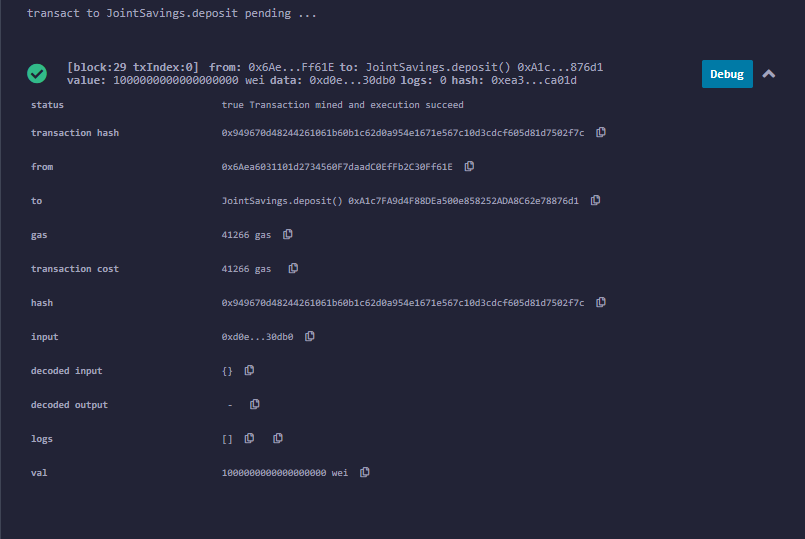 transact to JointSavings.deposit pending ...
[block:29 txIndex:0] from: 0x6Ae...Ff61E to: JointSavings.deposit() 0xA1c...876d1
value: 1000000000000000000 wei data: 0xd0e...30db0 logs: 0 hash: 0xea3...ca01d
Debug
status true Transaction mined and execution succeed
transaction hash 0x949670d48244261061b60b1c62d0a954e1671e567c10d3cdcf605d81d7502f7c
from 0x6Aea6031101d2734560F7daadC0EfFb2C30Ff61E
to JointSavings.deposit() 0xA1c7FA9d4F88DEa500e858252ADA8C62e78876d1
gas 41266 gas
transaction cost 41266 gas
hash 0x949670d48244261061b60b1c62d0a954e1671e567c10d3cdcf605d81d7502f7c
input 0xd0e...30db0
decoded input {}
decoded output -
logs []
val 1000000000000000000 wei